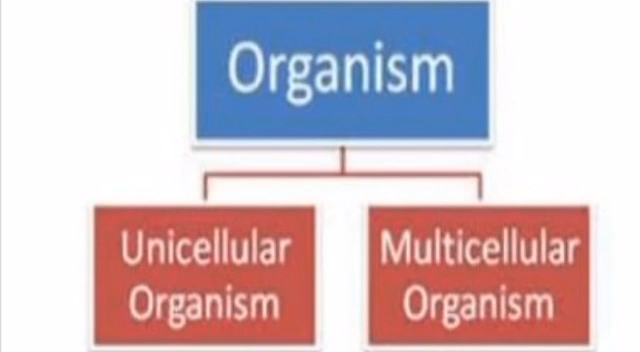 Organism
Unicellular
Organism
Multicellular
Organism